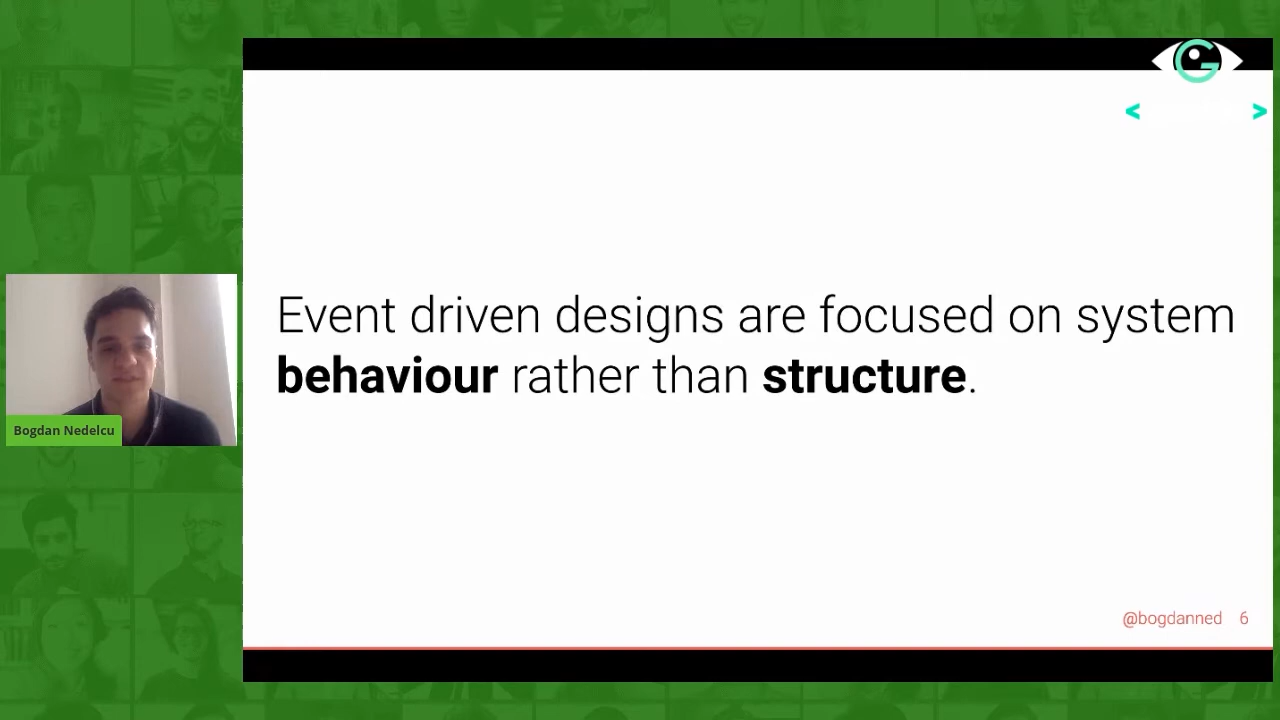 < >
Event driven designs are focused on system
behaviour rather than structure.
Bogdan Nedelcu
@bogdanned 6